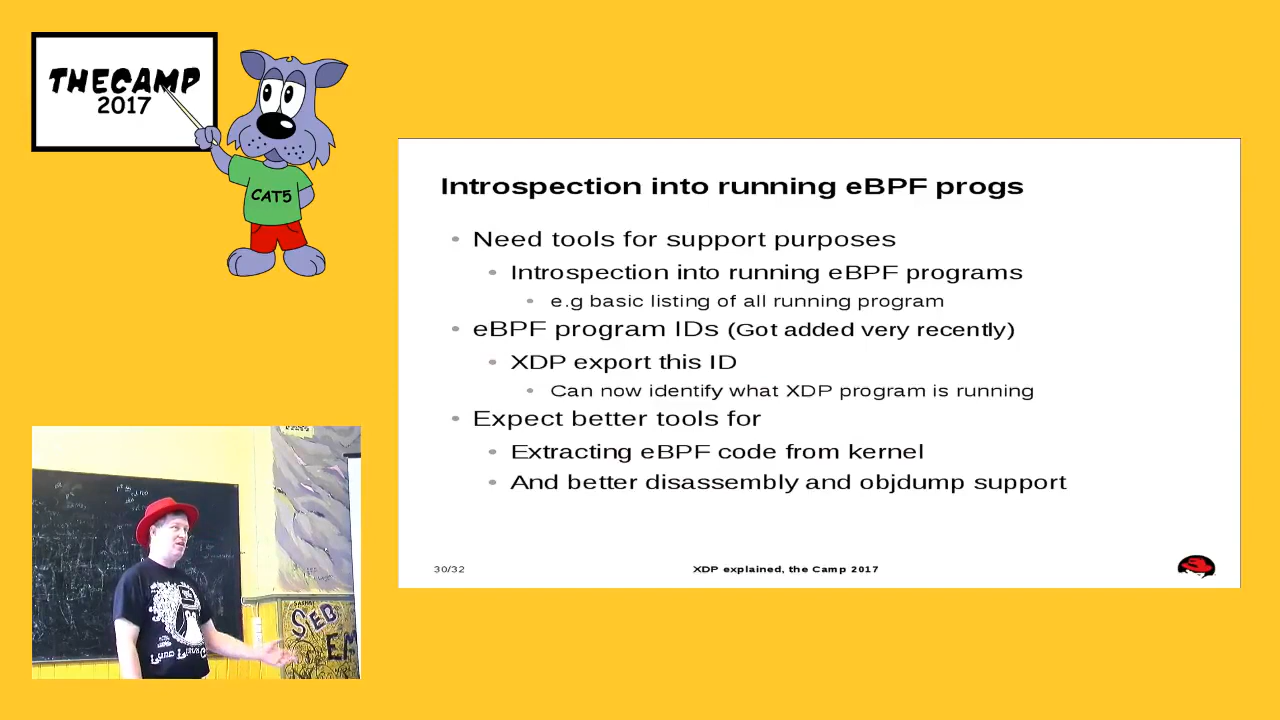 THECAMP
2017
CAT5
Introspection into running eBPF progs
• Need tools for support purposes
• Introspection into running eBPF programs
• e.g basic listing of all running program
• eBPF program IDs (Got added very recently)
• XDP export this ID
• Can now identify what XDP program is running
• Expect better tools for
• Extracting eBPF code from kernel
• And better disassembly and objdump support
30/32
XDP explained, the Camp 2017
SEB